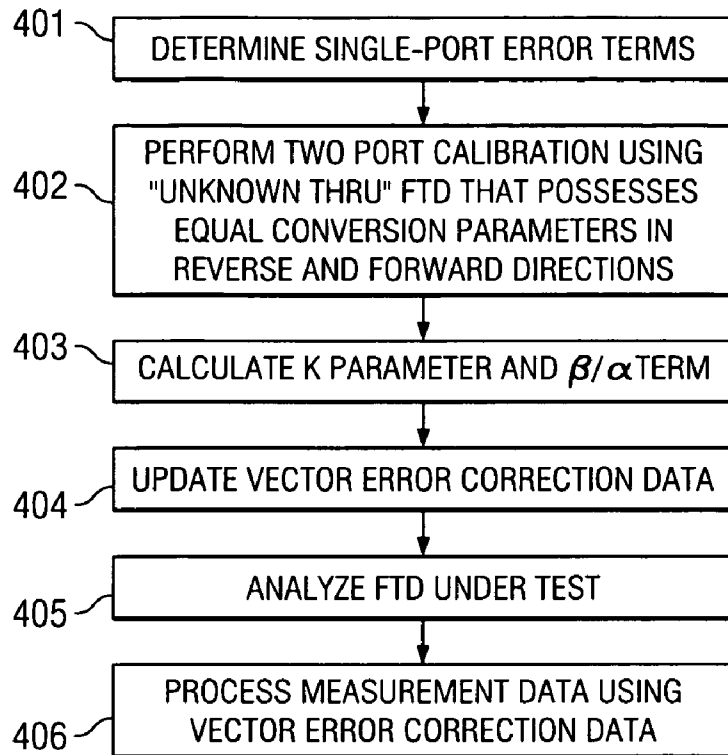 401
DETERMINE SINGLE-PORT ERROR TERMS
402
PERFORM TWO PORT CALIBRATION USING
"UNKNOWN THRU" FTD THAT POSSESSES
EQUAL CONVERSION PARAMETERS IN
REVERSE AND FORWARD DIRECTIONS
403
CALCULATE K PARAMETER AND β/α TERM
404
UPDATE VECTOR ERROR CORRECTION DATA
405
ANALYZE FTD UNDER TEST
406
PROCESS MEASUREMENT DATA USING
VECTOR ERROR CORRECTION DATA